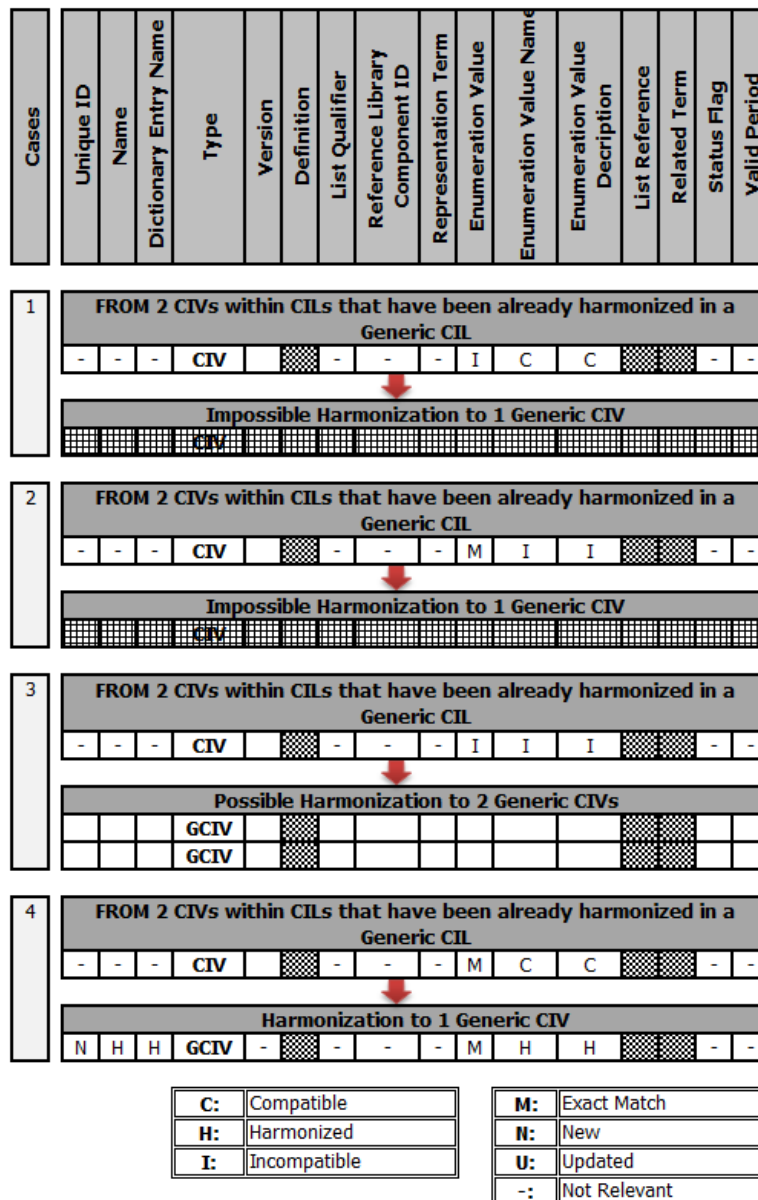 Cases
Unique ID
Name
Dictionary Entry Name
Type
Version
Definition
List Qualifier
Reference Library
Component ID
Representation Term
Enumeration Value
Enumeration Value Name
Enumeration Value
Decription
List Reference
Related Term
Status Flag
Valid Period
1
FROM 2 CIVs within CILs that have been already harmonized in a
Generic CIL
- - - CIV - - - I C C - -
Impossible Harmonization to 1 Generic CIV
CIV
2
FROM 2 CIVs within CILs that have been already harmonized in a
Generic CIL
- - - CIV - - - M I I - -
Impossible Harmonization to 1 Generic CIV
CIV
3
FROM 2 CIVs within CILs that have been already harmonized in a
Generic CIL
- - - CIV - - - I I I - -
Possible Harmonization to 2 Generic CIVs
GCIV
GCIV
4
FROM 2 CIVs within CILs that have been already harmonized in a
Generic CIL
- - - CIV - - - M C C - -
Harmonization to 1 Generic CIV
N H H GCIV - - - - M H H - -
C: Compatible
H: Harmonized
I: Incompatible
M: Exact Match
N: New
U: Updated
-: Not Relevant